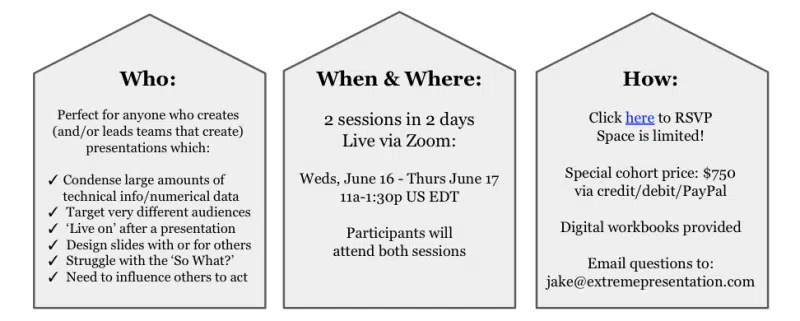 Who:
Perfect for anyone who creates
(and/or leads teams that create)
presentations which:
✓ Condense large amounts of
technical info/numerical data
✓ Target very different audiences
✓ ‘Live on’ after a presentation
✓ Design slides with or for others
✓ Struggle with the ‘So What?’
✓ Need to influence others to act
When & Where:
2 sessions in 2 days
Live via Zoom:
Weds, June 16 - Thurs June 17
11a-1:30p US EDT
Participants will
attend both sessions
How:
Click here to RSVP
Space is limited!
Special cohort price: $750
via credit/debit/PayPal
Digital workbooks provided
Email questions to:
jake@extremepresentation.com